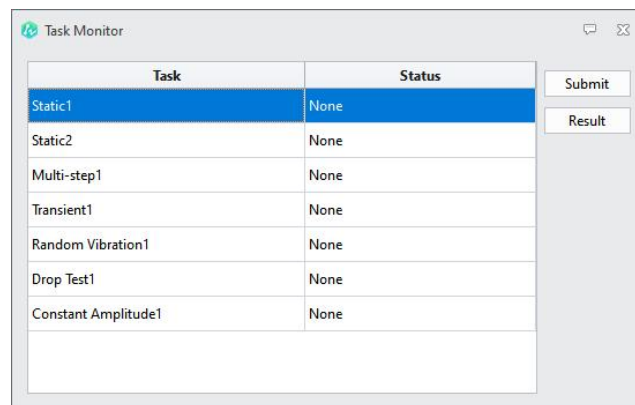 Task Monitor
Task Status
Submit
Static1 None
Result
Static2 None
Multi-step1 None
Transient1 None
Random Vibration1 None
Drop Test1 None
Constant Amplitude1 None